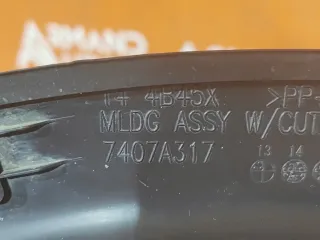 4B45X >PP-
MLDG ASSY W/CUT
7407A317
13 14